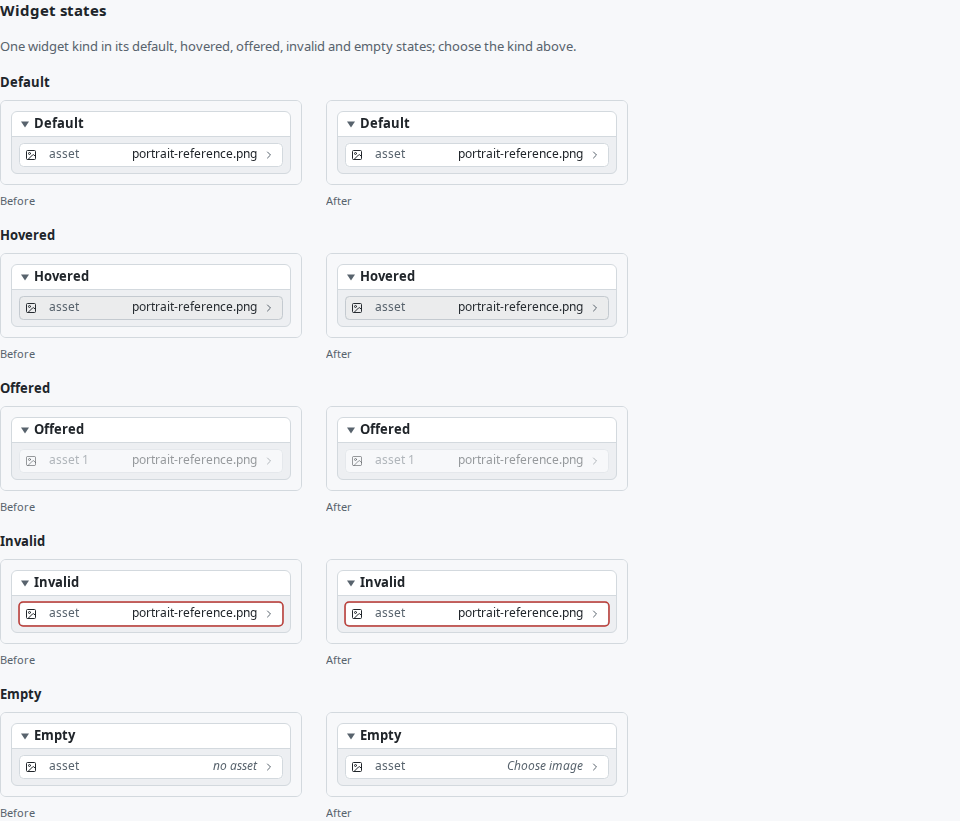 Widget states
One widget kind in its default, hovered, offered, invalid and empty states; choose the kind above.
Default
Default
asset portrait-reference.png
Before
Default
asset portrait-reference.png
After
Hovered
Hovered
asset portrait-reference.png
Before
Hovered
asset portrait-reference.png
After
Offered
Offered
asset 1 portrait-reference.png
Before
Offered
asset 1 portrait-reference.png
After
Invalid
Invalid
asset portrait-reference.png
Before
Invalid
asset portrait-reference.png
After
Empty
Empty
asset no asset
Before
Empty
asset Choose image
After